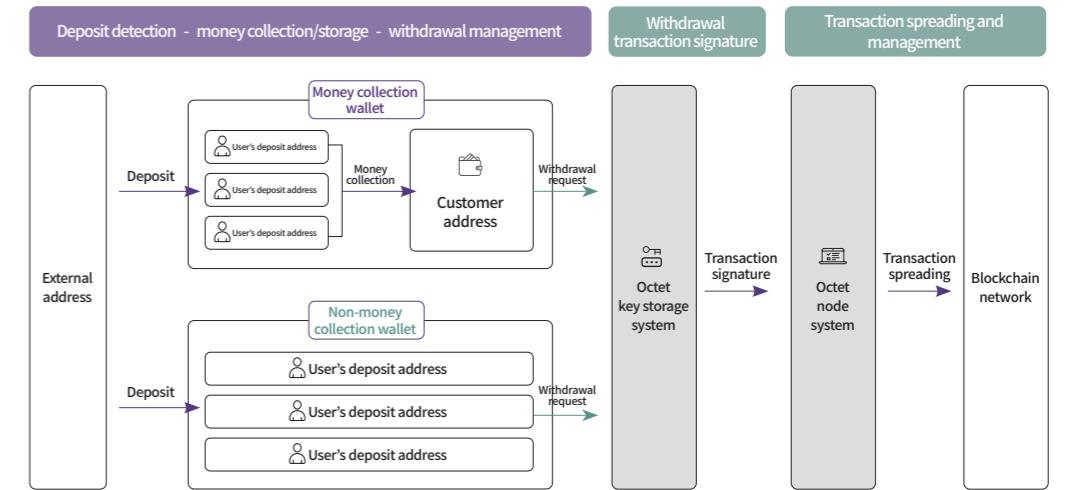 Deposit detection - money collection/storage - withdrawal management
Withdrawal
transaction signature
Transaction spreading and
management
External
address
Deposit
Money collection
wallet
User's deposit address
User's deposit address
User's deposit address
Money
collection
Customer
address
Withdrawal
request
Deposit
Non-money
collection wallet
User's deposit address
User's deposit address
User's deposit address
Withdrawal
request
Octet
key storage
system
Transaction
signature
Octet
node
system
Transaction
spreading
Blockchain
network